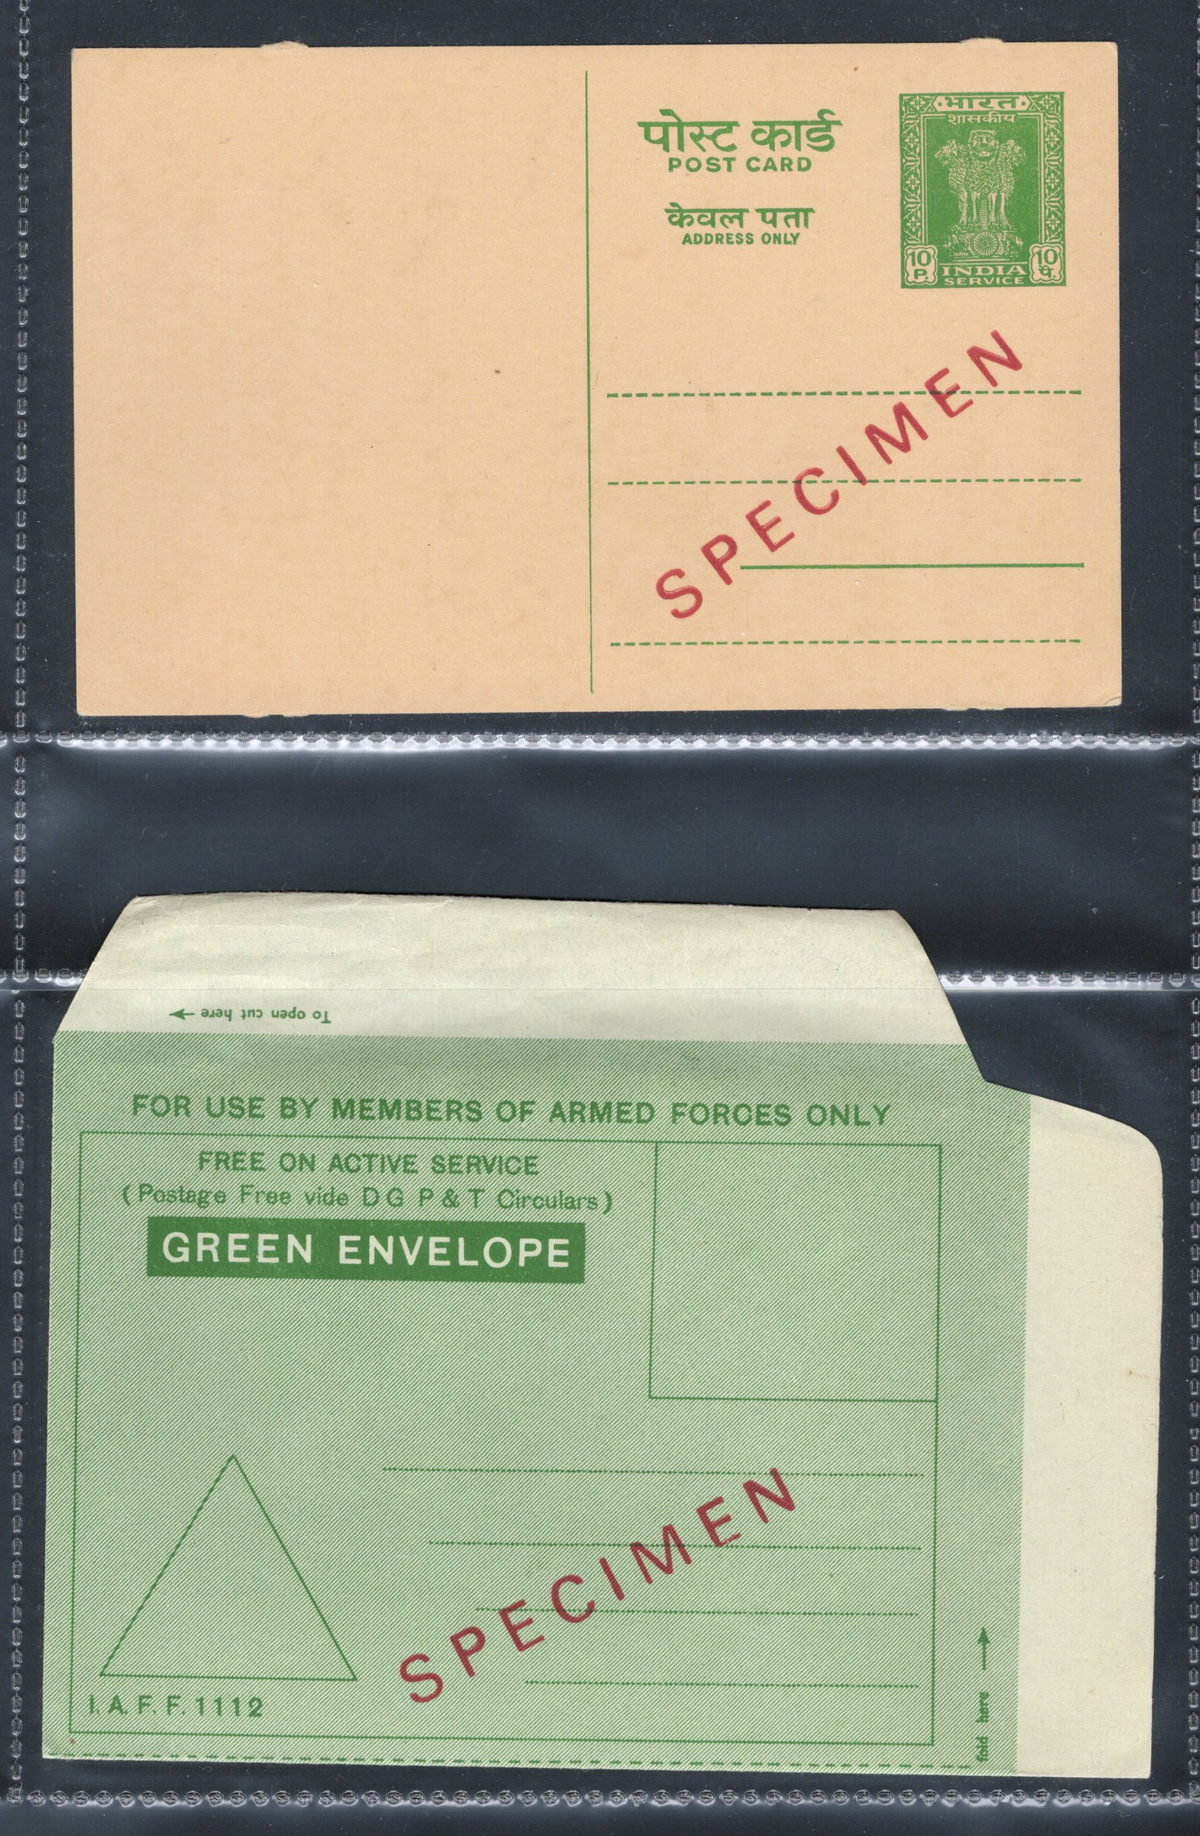 पोस्ट कार्ड
POST CARD
केवल पता
ADDRESS ONLY
भारत
शासकीय
10 P.
10 पै.
INDIA
SERVICE
SPECIMEN
To open cut here
FOR USE BY MEMBERS OF ARMED FORCES ONLY
FREE ON ACTIVE SERVICE
(Postage Free vide D G P & T Circulars)
GREEN ENVELOPE
SPECIMEN
I. A. F. F. 1112
fold here